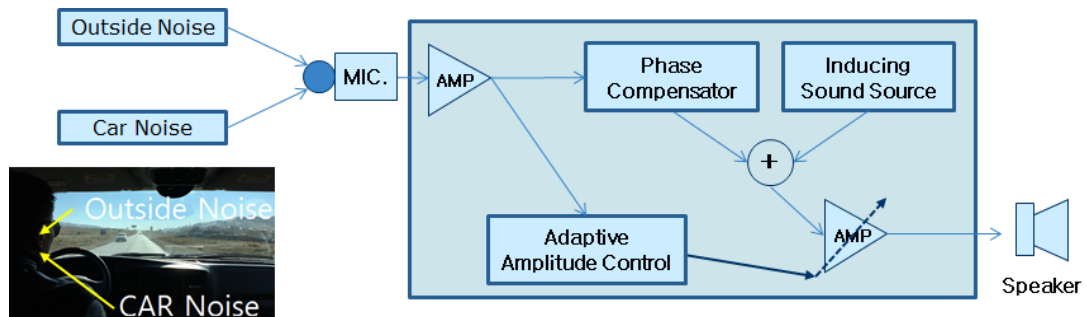 Outside Noise
Car Noise
MIC.
AMP
Phase
Compensator
Inducing
Sound Source
+
Adaptive
Amplitude Control
AMP
Speaker
Outside Noise
CAR Noise